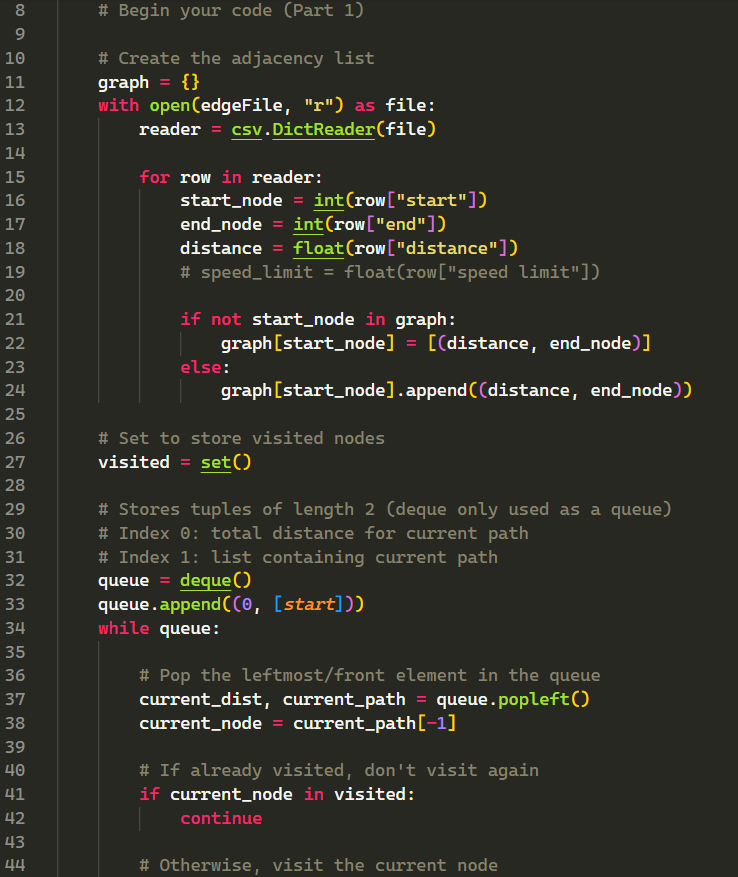 8 # Begin your code (Part 1)
9
10 # Create the adjacency list
11 graph = {}
12 with open(edgeFile, "r") as file:
13 reader = csv.DictReader(file)
14
15 for row in reader:
16 start_node = int(row["start"])
17 end_node = int(row["end"])
18 distance = float(row["distance"])
19 # speed_limit = float(row["speed limit"])
20
21 if not start_node in graph:
22 graph[start_node] = [(distance, end_node)]
23 else:
24 graph[start_node].append((distance, end_node))
25
26 # Set to store visited nodes
27 visited = set()
28
29 # Stores tuples of length 2 (deque only used as a queue)
30 # Index 0: total distance for current path
31 # Index 1: list containing current path
32 queue = deque()
33 queue.append((0, [start]))
34 while queue:
35
36 # Pop the leftmost/front element in the queue
37 current_dist, current_path = queue.popleft()
38 current_node = current_path[-1]
39
40 # If already visited, don't visit again
41 if current_node in visited:
42 continue
43
44 # Otherwise, visit the current node